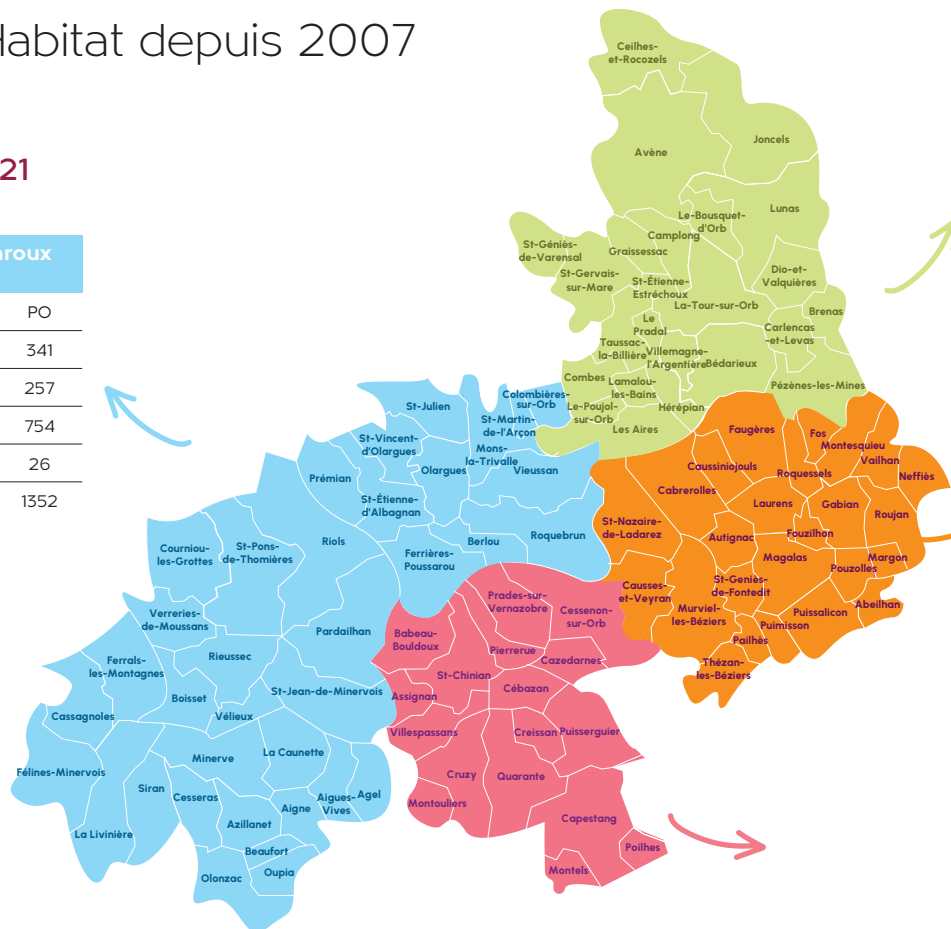 Habitat depuis 2007
21
aroux
PO
341
257
754
26
1352
Ceilhes-
et-Rocozels
Joncels
Avène
Lunas
Le-Bousquet-
d'Orb
Camplong
Graissessac
St-Géniès-
de-Varensal
St-Gervais-
sur-Mare
St-Étienne-
Estréchoux
Dio-et-
Valquières
La-Tour-sur-Orb
Brenas
Le
Pradal
Carlencas
-et-Levas
Taussac-
la-Billière
Villemagne-
l'Argentière
Bédarieux
Combes
Lamalou-
les-Bains
Pézènes-les-Mines
Le-Poujol-
sur-Orb
Hérépian
Les Aires
Colombières-
sur-Orb
St-Julien
St-Martin-
de-l'Arçon
St-Vincent-
d'Olargues
Mons-
la-Trivalle
Olargues
Vieussan
Prémian
St-Étienne-
d'Albagnan
Roquebrun
Berlou
Riols
Ferrières-
Poussarou
St-Pons-
de-Thomières
Courniou-
les-Grottes
Verreries-
de-Moussans
Pardailhan
Rieussec
Ferrals-
les-Montagnes
St-Jean-de-Minervois
Boisset
Vélieux
Cassagnoles
La Caunette
Minerve
Félines-Minervois
Siran
Cesseras
Aigues-
Vives
Agel
Aigne
Azillanet
La Livinière
Beaufort
Oupia
Olonzac
Faugères
Fos
Montesquieu
Vailhan
Neffiès
Caussiniojouls
Roquessels
Cabrerolles
Laurens
Gabian
Roujan
St-Nazaire-
de-Ladarez
Autignac
Fouzilhon
Magalas
Margon
Pouzolles
Causses-
et-Veyran
St-Geniès-
de-Fontedit
Murviel-
les-Béziers
Puissalicon
Abeilhan
Puimisson
Pailhès
Thézan-
les-Béziers
Prades-sur-
Vernazobre
Cessenon-
sur-Orb
Babeau-
Bouldoux
Pierrerue
Cazedarnes
St-Chinian
Cébazan
Assignan
Villespassans
Creissan
Puisserguier
Cruzy
Quarante
Montouliers
Capestang
Poilhes
Montels